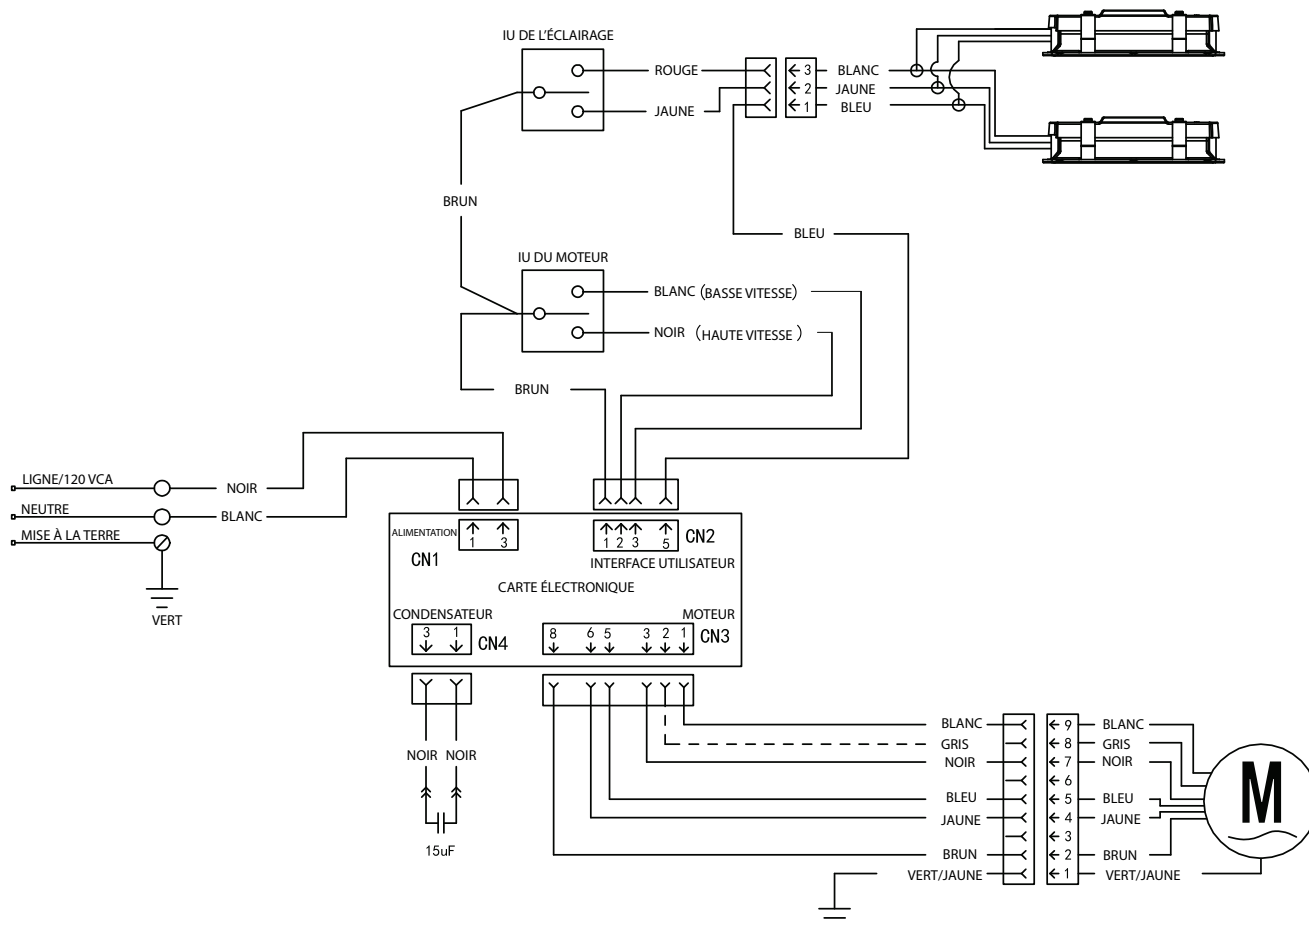 IU DE L'ÉCLAIRAGE
ROUGE
3
BLANC
2
JAUNE
JAUNE
1
BLEU
BRUN
BLEU
IU DU MOTEUR
BLANC (BASSE VITESSE)
NOIR (HAUTE VITESSE )
BRUN
LIGNE/120 VCA
NOIR
NEUTRE
BLANC
MISE À LA TERRE
VERT
ALIMENTATION
1 3
CN1
1 2 3 5
CN2
INTERFACE UTILISATEUR
CARTE ÉLECTRONIQUE
CONDENSATEUR
3 1
CN4
MOTEUR
8 6 5 3 2 1
CN3
NOIR NOIR
15uF
BLANC 9 BLANC
GRIS 8 GRIS
NOIR 7 NOIR
6
BLEU 5 BLEU
JAUNE 4 JAUNE
3
BRUN 2 BRUN
VERT/JAUNE 1 VERT/JAUNE
M